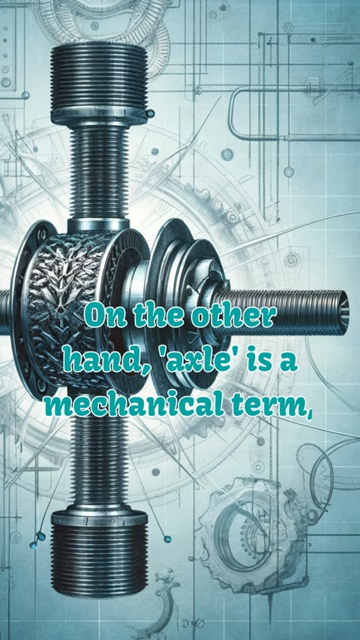 On the other
hand, 'axle' is a
mechanical term,